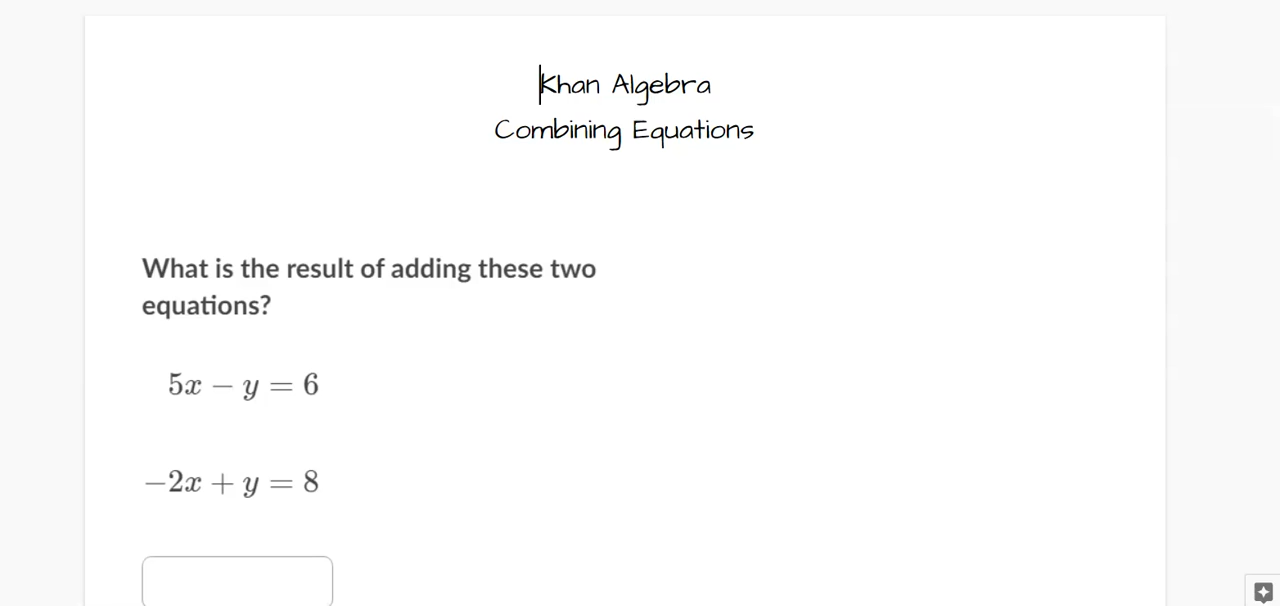 Khan Algebra
Combining Equations
What is the result of adding these two
equations?
5x − y = 6
−2x + y = 8